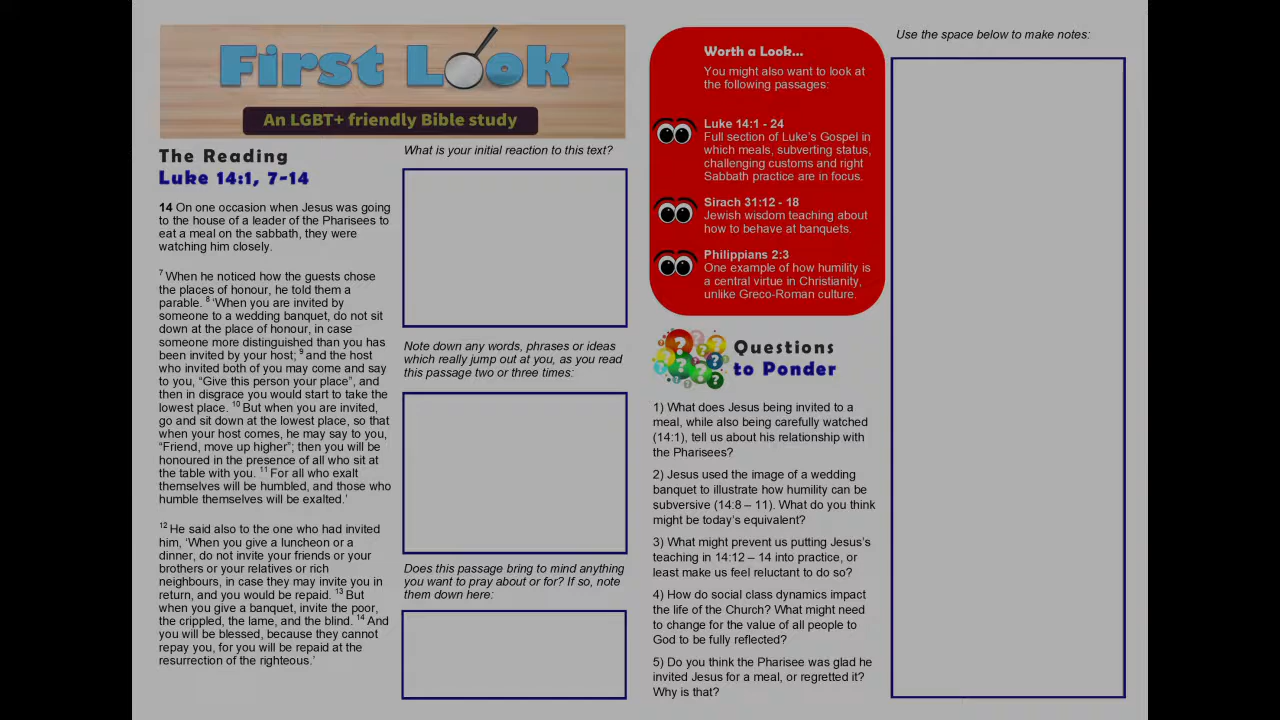 First Look
An LGBT+ friendly Bible study
The Reading
Luke 14:1, 7-14
14 On one occasion when Jesus was going
to the house of a leader of the Pharisees to
eat a meal on the sabbath, they were
watching him closely.
7 When he noticed how the guests chose
the places of honour, he told them a
parable. 8 ‘When you are invited by
someone to a wedding banquet, do not sit
down at the place of honour, in case
someone more distinguished than you has
been invited by your host; 9 and the host
who invited both of you may come and say
to you, “Give this person your place”, and
then in disgrace you would start to take the
lowest place. 10 But when you are invited,
go and sit down at the lowest place, so that
when your host comes, he may say to you,
“Friend, move up higher”; then you will be
honoured in the presence of all who sit at
the table with you. 11 For all who exalt
themselves will be humbled, and those who
humble themselves will be exalted.’
12 He said also to the one who had invited
him, ‘When you give a luncheon or a
dinner, do not invite your friends or your
brothers or your relatives or rich
neighbours, in case they may invite you in
return, and you would be repaid. 13 But
when you give a banquet, invite the poor,
the crippled, the lame, and the blind. 14 And
you will be blessed, because they cannot
repay you, for you will be repaid at the
resurrection of the righteous.’
What is your initial reaction to this text?
Note down any words, phrases or ideas
which really jump out at you, as you read
this passage two or three times:
Does this passage bring to mind anything
you want to pray about or for? If so, note
them down here:
Worth a Look...
You might also want to look at
the following passages:
Luke 14:1 - 24
Full section of Luke’s Gospel in
which meals, subverting status,
challenging customs and right
Sabbath practice are in focus.
Sirach 31:12 - 18
Jewish wisdom teaching about
how to behave at banquets.
Philippians 2:3
One example of how humility is
a central virtue in Christianity,
unlike Greco-Roman culture.
Questions
to Ponder
1) What does Jesus being invited to a
meal, while also being carefully watched
(14:1), tell us about his relationship with
the Pharisees?
2) Jesus used the image of a wedding
banquet to illustrate how humility can be
subversive (14:8 – 11). What do you think
might be today’s equivalent?
3) What might prevent us putting Jesus’s
teaching in 14:12 – 14 into practice, or
least make us feel reluctant to do so?
4) How do social class dynamics impact
the life of the Church? What might need
to change for the value of all people to
God to be fully reflected?
5) Do you think the Pharisee was glad he
invited Jesus for a meal, or regretted it?
Why is that?
Use the space below to make notes: